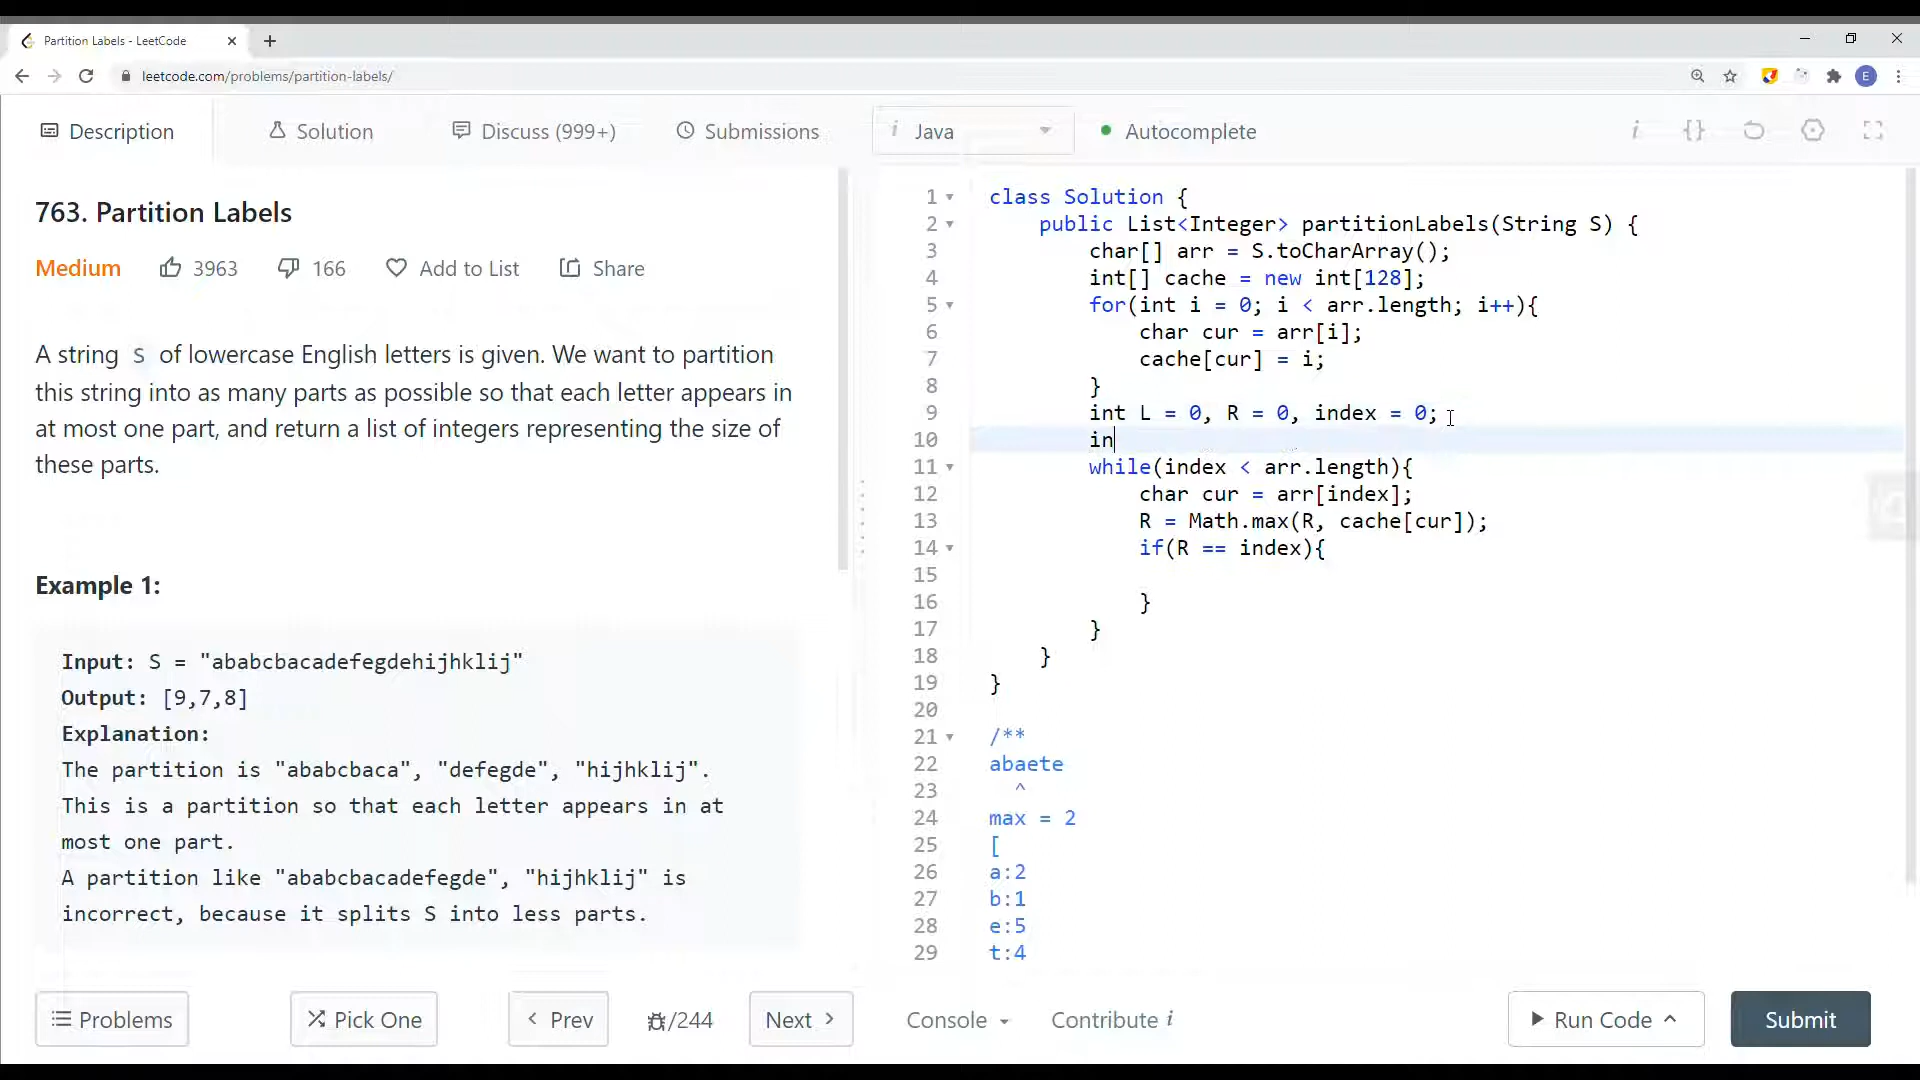 Partition Labels - LeetCode
leetcode.com/problems/partition-labels/
E
Description
Solution
Discuss (999+)
Submissions
i Java
Autocomplete
i {}
763. Partition Labels
Medium
3963
166
Add to List
Share
A string S of lowercase English letters is given. We want to partition
this string into as many parts as possible so that each letter appears in
at most one part, and return a list of integers representing the size of
these parts.
Example 1:
Input: S = "ababcbacadefegdehijhklij"
Output: [9,7,8]
Explanation:
The partition is "ababcbaca", "defegde", "hijhklij".
This is a partition so that each letter appears in at
most one part.
A partition like "ababcbacadefegde", "hijhklij" is
incorrect, because it splits S into less parts.
1 class Solution {
2 public List<Integer> partitionLabels(String S) {
3 char[] arr = S.toCharArray();
4 int[] cache = new int[128];
5 for(int i = 0; i < arr.length; i++){
6 char cur = arr[i];
7 cache[cur] = i;
8 }
9 int L = 0, R = 0, index = 0;
10 in
11 while(index < arr.length){
12 char cur = arr[index];
13 R = Math.max(R, cache[cur]);
14 if(R == index){
15
16 }
17 }
18 }
19 }
20
21 /**
22 abaete
23 ^
24 max = 2
25 [
26 a:2
27 b:1
28 e:5
29 t:4
Problems
Pick One
Prev
/244
Next
Console
Contribute i
Run Code
Submit